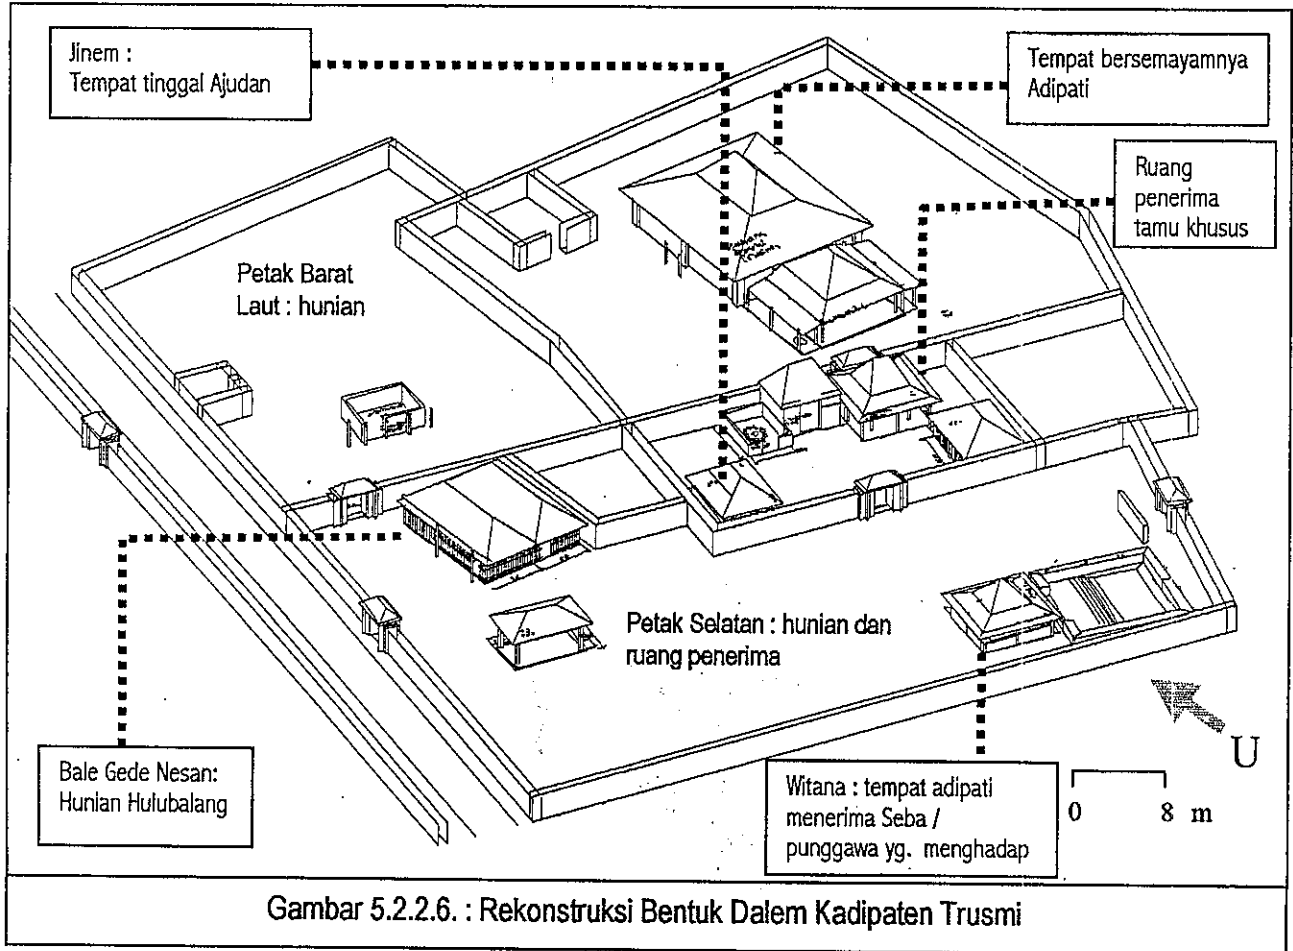 Jinem :
Tempat tinggal Ajudan
Tempat bersemayamnya
Adipati
Ruang
penerima
tamu khusus
Petak Barat
Laut : hunian
Petak Selatan : hunian dan
ruang penerima
Bale Gede Nesan:
Hunian Hulubalang
Witana : tempat adipati
menerima Seba /
punggawa yg. menghadap
U
0 8 m
Gambar 5.2.2.6. : Rekonstruksi Bentuk Dalem Kadipaten Trusmi